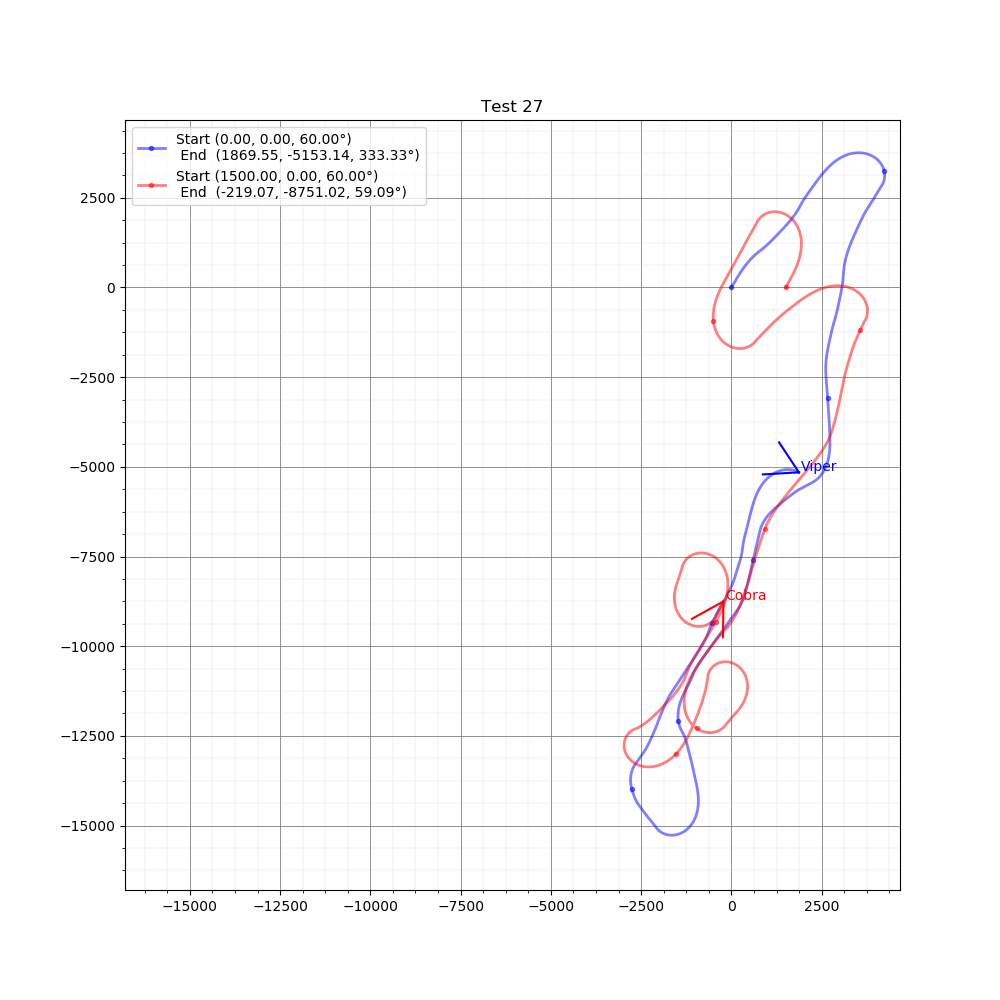 Test 27
Start (0.00, 0.00, 60.00°)
End (1869.55, -5153.14, 333.33°)
Start (1500.00, 0.00, 60.00°)
End (-219.07, -8751.02, 59.09°)
2500
0
−2500
−5000
−7500
−10000
−12500
−15000
Viper
Cobra
−15000 −12500 −10000 −7500 −5000 −2500 0 2500